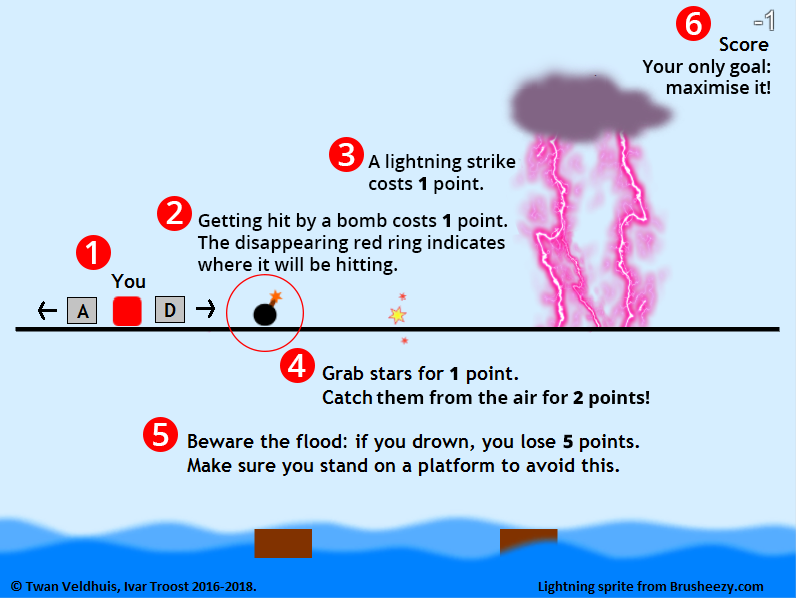 6
-1
Score
Your only goal:
maximise it!
3
A lightning strike
costs 1 point.
2
Getting hit by a bomb costs 1 point.
The disappearing red ring indicates
where it will be hitting.
1
You
A
D
4
Grab stars for 1 point.
Catch them from the air for 2 points!
5
Beware the flood: if you drown, you lose 5 points.
Make sure you stand on a platform to avoid this.
© Twan Veldhuis, Ivar Troost 2016-2018.
Lightning sprite from Brusheezy.com